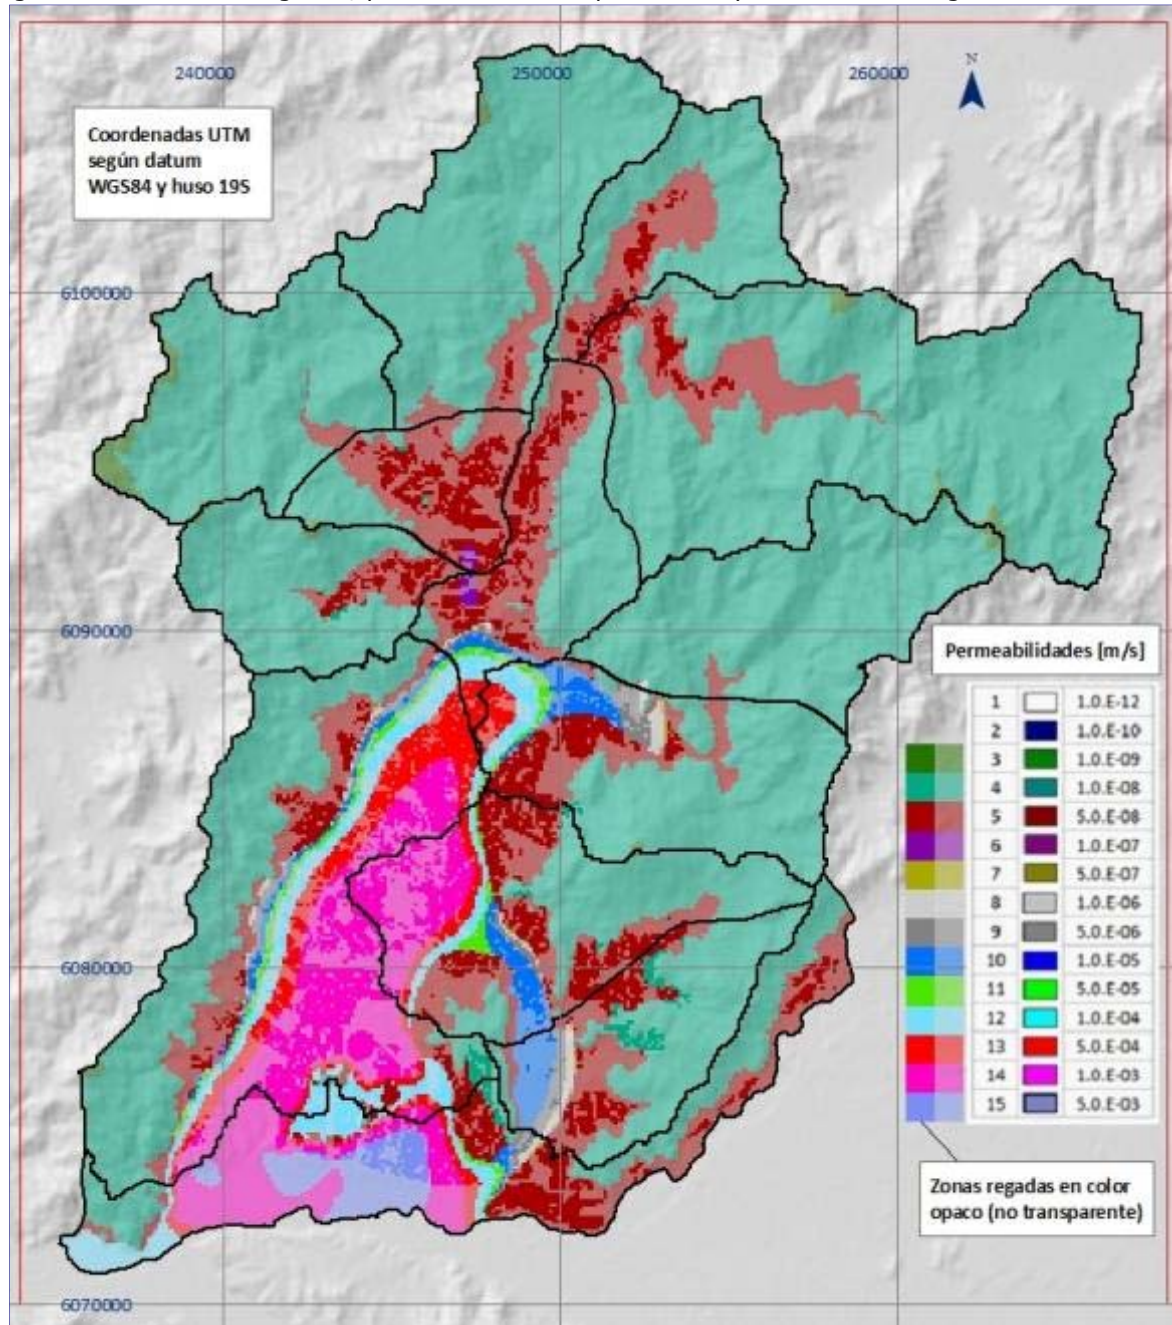 240000
250000
260000
N
Coordenadas UTM
según datum
WGS84 y huso 19S
6100000
6090000
Permeabilidades [m/s]
1 1.0.E-12
2 1.0.E-10
3 1.0.E-09
4 1.0.E-08
5 5.0.E-08
6 1.0.E-07
7 5.0.E-07
8 1.0.E-06
9 5.0.E-06
10 1.0.E-05
11 5.0.E-05
12 1.0.E-04
13 5.0.E-04
14 1.0.E-03
15 5.0.E-03
6080000
Zonas regadas en color
opaco (no transparente)
6070000